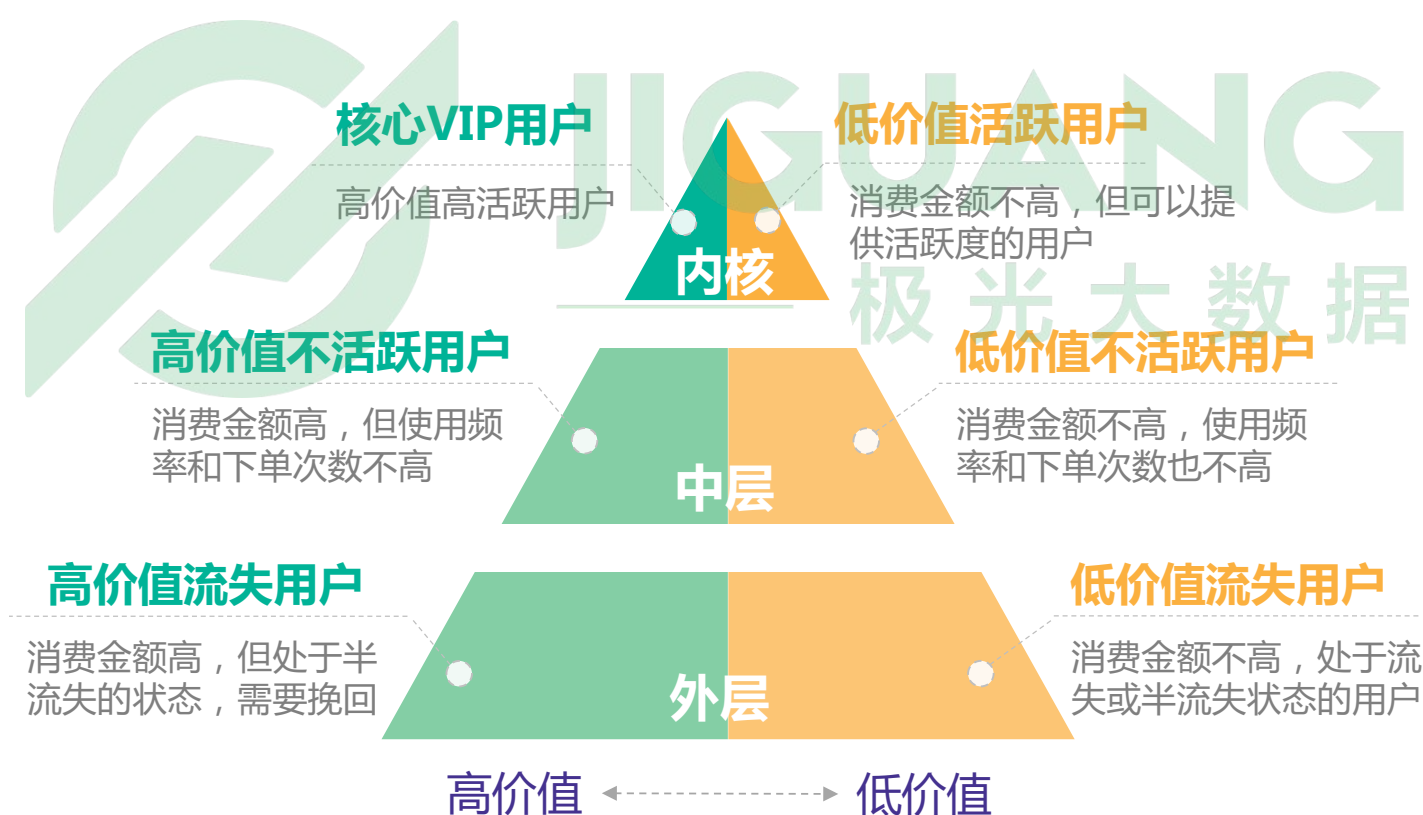 JIGUANG
极光大数据
核心VIP用户
高价值高活跃用户
低价值活跃用户
消费金额不高，但可以提
供活跃度的用户
内核
高价值不活跃用户
消费金额高，但使用频
率和下单次数不高
低价值不活跃用户
消费金额不高，使用频
率和下单次数也不高
中层
高价值流失用户
消费金额高，但处于半
流失的状态，需要挽回
低价值流失用户
消费金额不高，处于流
失或半流失状态的用户
外层
高价值
低价值